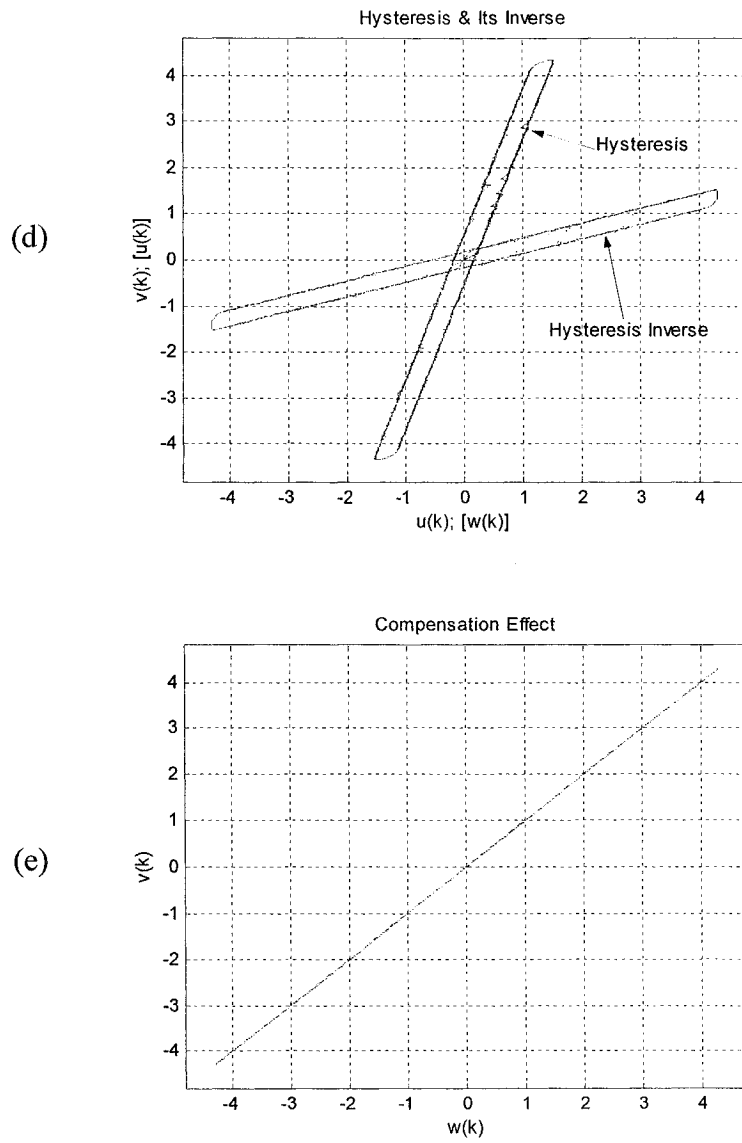 Hysteresis & Its Inverse
(d)
v(k); [u(k)]
4
3
2
1
0
-1
-2
-3
-4
Hysteresis
Hysteresis Inverse
-4 -3 -2 -1 0 1 2 3 4
u(k); [w(k)]
Compensation Effect
(e)
v(k)
4
3
2
1
0
-1
-2
-3
-4
-4 -3 -2 -1 0 1 2 3 4
w(k)